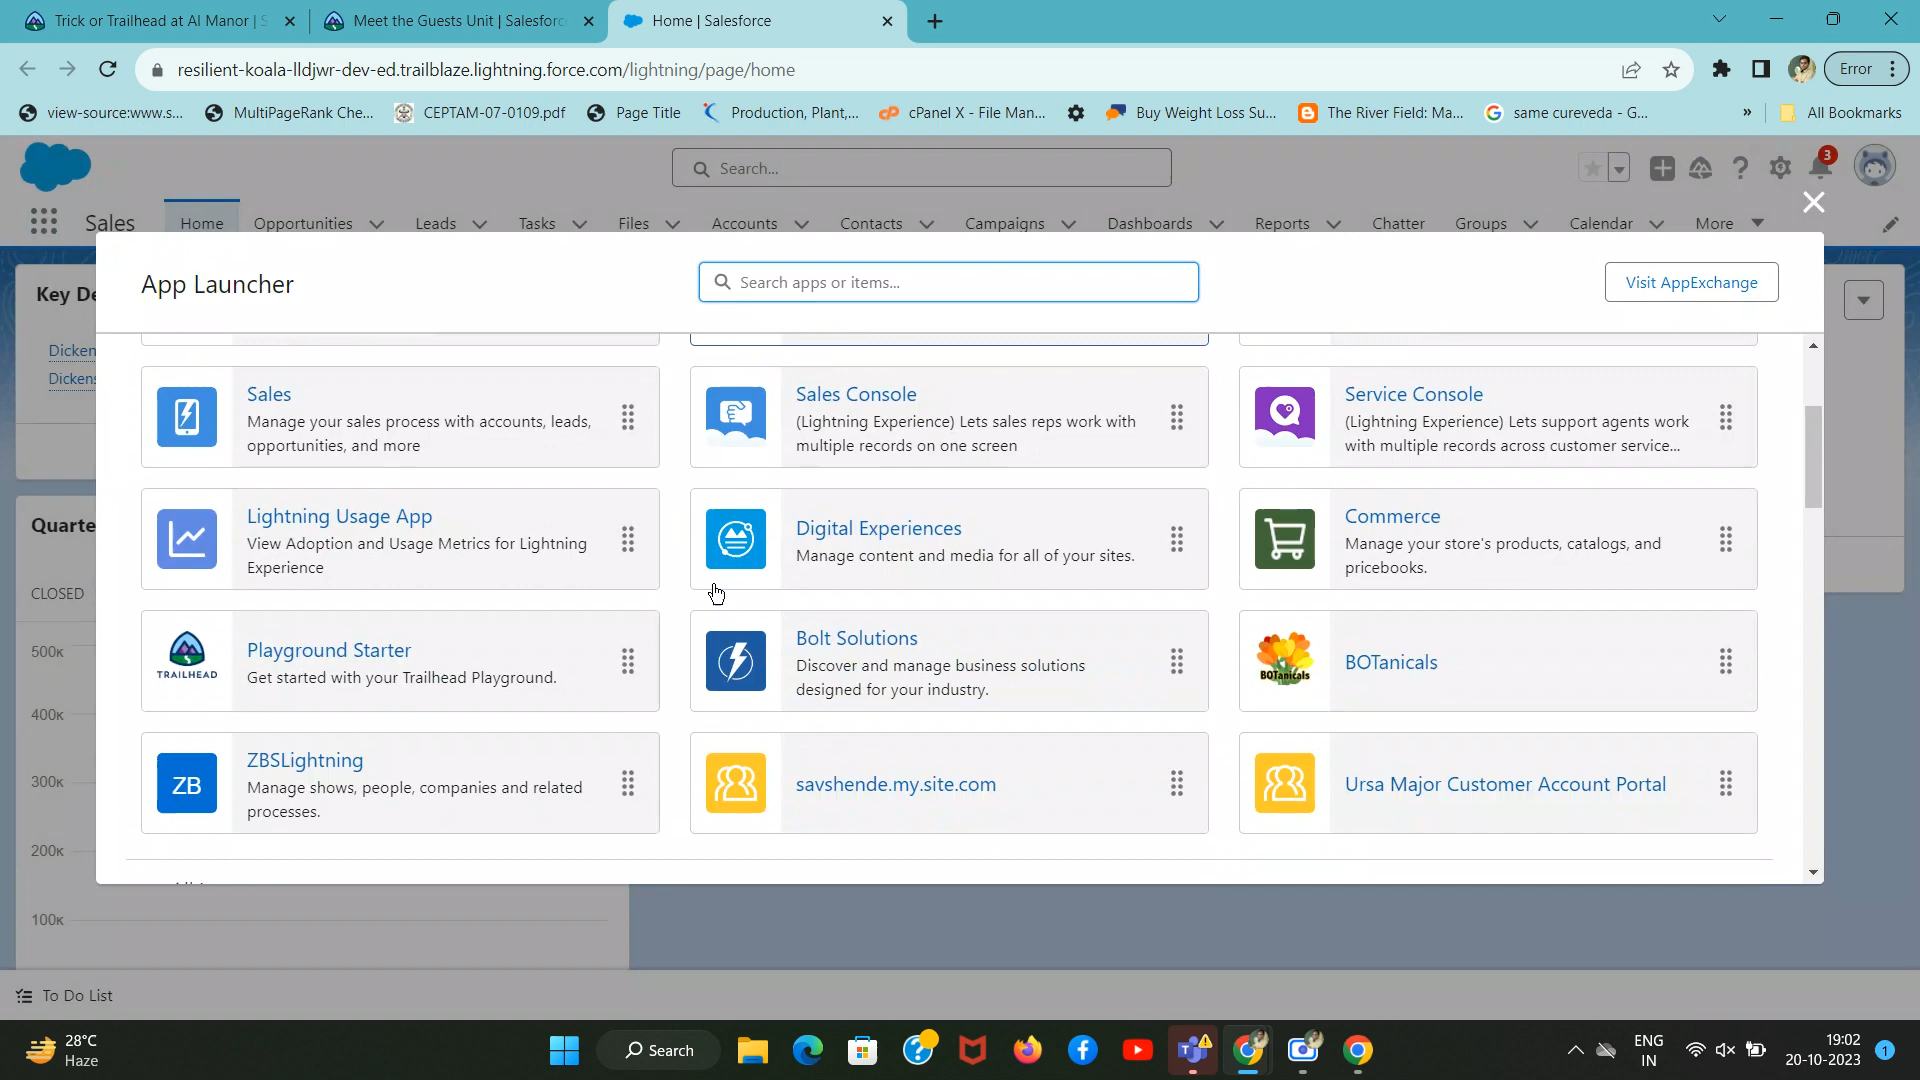 Trick or Trailhead at AI Manor | S
Meet the Guests Unit | Salesforc
Home | Salesforce
resilient-koala-lldjwr-dev-ed.trailblaze.lightning.force.com/lightning/page/home
Error
view-source:www.s...
MultiPageRank Che...
CEPTAM-07-0109.pdf
Page Title
Production, Plant,...
cPanel X - File Man...
Buy Weight Loss Su...
The River Field: Ma...
same cureveda - G...
»
All Bookmarks
Search...
3
Sales
Home
Opportunities
Leads
Tasks
Files
Accounts
Contacts
Campaigns
Dashboards
Reports
Chatter
Groups
Calendar
More
Key De
App Launcher
Search apps or items...
Visit AppExchange
Dicken
Dickens
Sales
Manage your sales process with accounts, leads,
opportunities, and more
Sales Console
(Lightning Experience) Lets sales reps work with
multiple records on one screen
Service Console
(Lightning Experience) Lets support agents work
with multiple records across customer service...
Quarte
Lightning Usage App
View Adoption and Usage Metrics for Lightning
Experience
Digital Experiences
Manage content and media for all of your sites.
Commerce
Manage your store's products, catalogs, and
pricebooks.
CLOSED
500K
TRAILHEAD
Playground Starter
Get started with your Trailhead Playground.
Bolt Solutions
Discover and manage business solutions
designed for your industry.
BOTanicals
BOTanicals
400K
300K
ZB
ZBSLightning
Manage shows, people, companies and related
processes.
savshende.my.site.com
Ursa Major Customer Account Portal
200K
100K
To Do List
28°C
Haze
Search
ENG
IN
19:02
20-10-2023
1